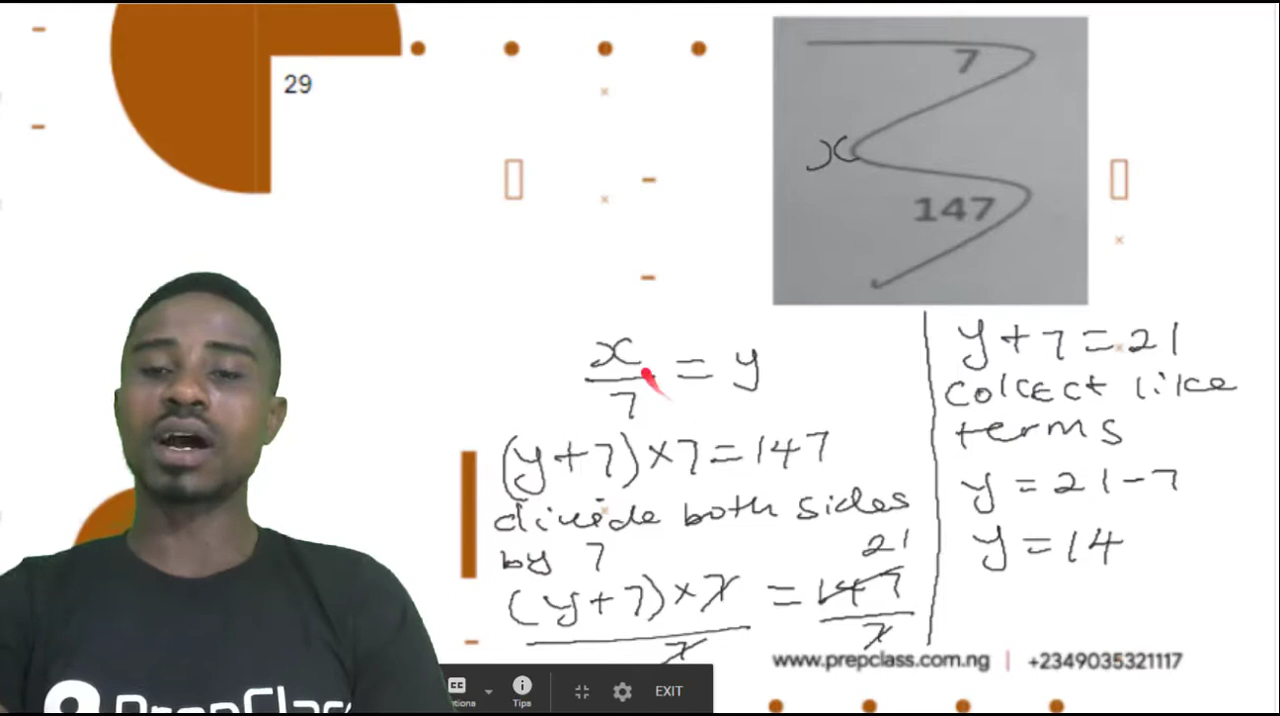 29
7
x
147
x/7 = y
(y+7)×7=147
divide both sides
by 7
21
(y+7)×7/7 = 147/7
y+7=21
collect like
terms
y=21-7
y=14
www.prepclass.com.ng | +2349035321117
Tips
EXIT
PrepClass